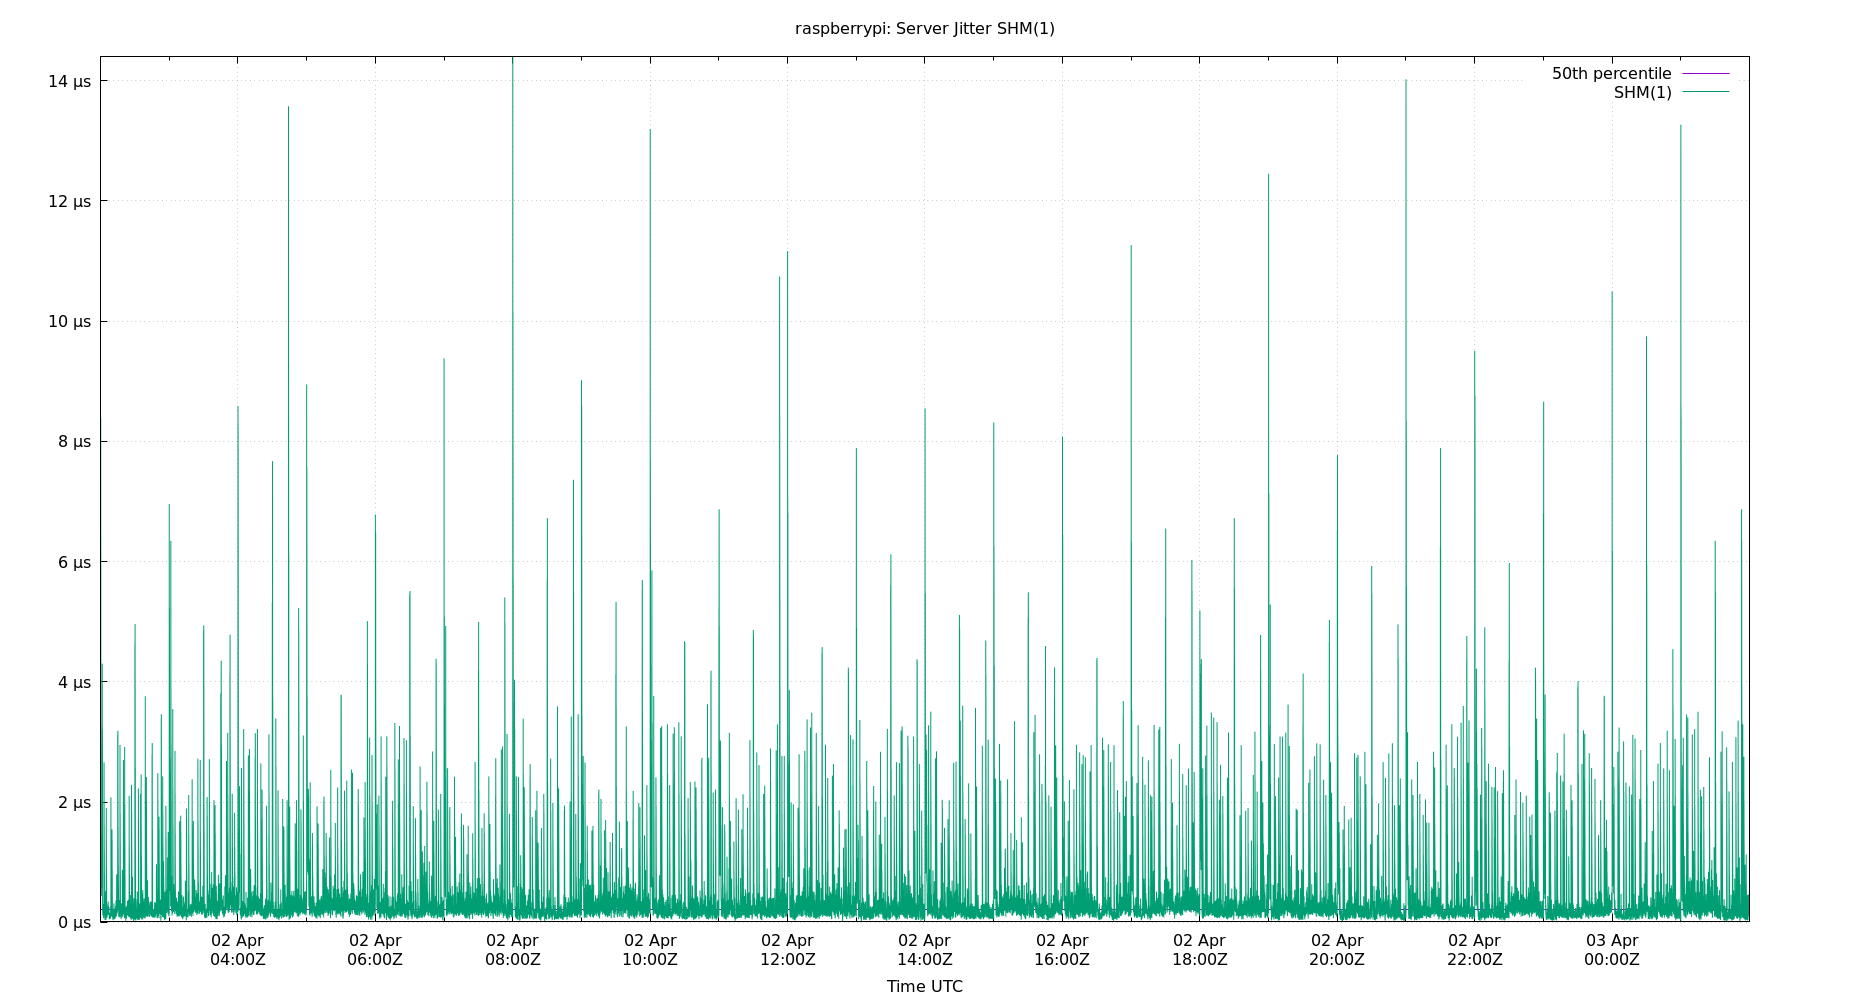 raspberrypi: Server Jitter SHM(1)
50th percentile
SHM(1)
14 µs
12 µs
10 µs
8 µs
6 µs
4 µs
2 µs
0 µs
02 Apr 02 Apr 02 Apr 02 Apr 02 Apr 02 Apr 02 Apr 02 Apr 02 Apr 02 Apr 03 Apr
04:00Z 06:00Z 08:00Z 10:00Z 12:00Z 14:00Z 16:00Z 18:00Z 20:00Z 22:00Z 00:00Z
Time UTC